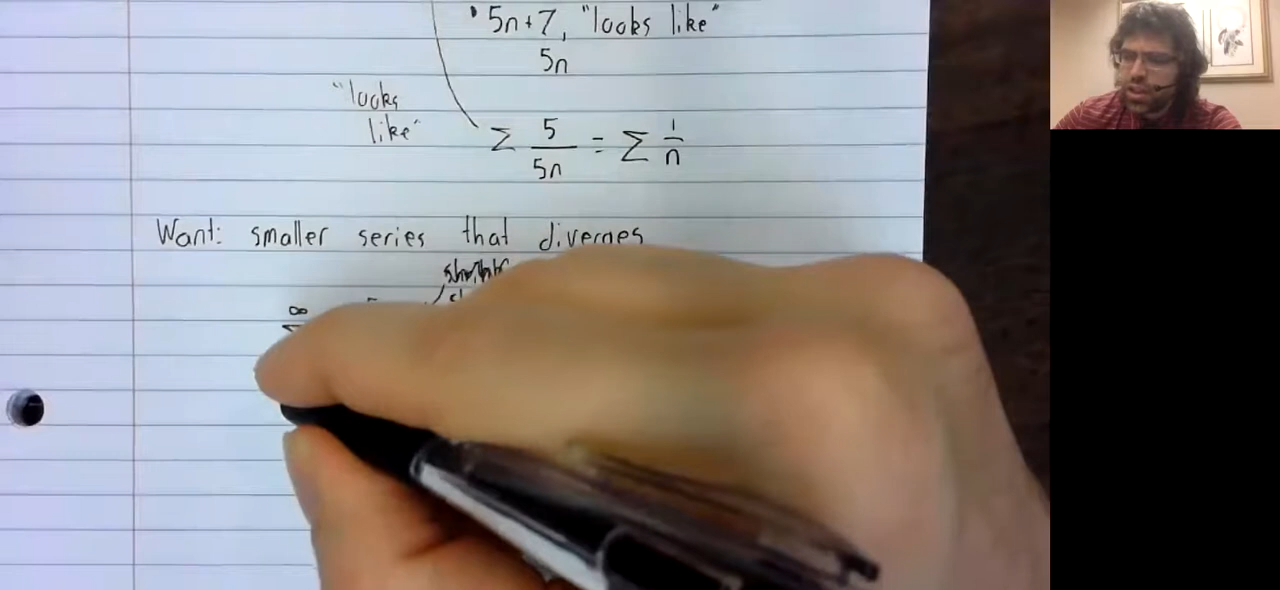 • 5n+7, "looks like"
5n
"looks
like"
Σ 5/5n = Σ 1/n
Want: smaller series that diverges
∞